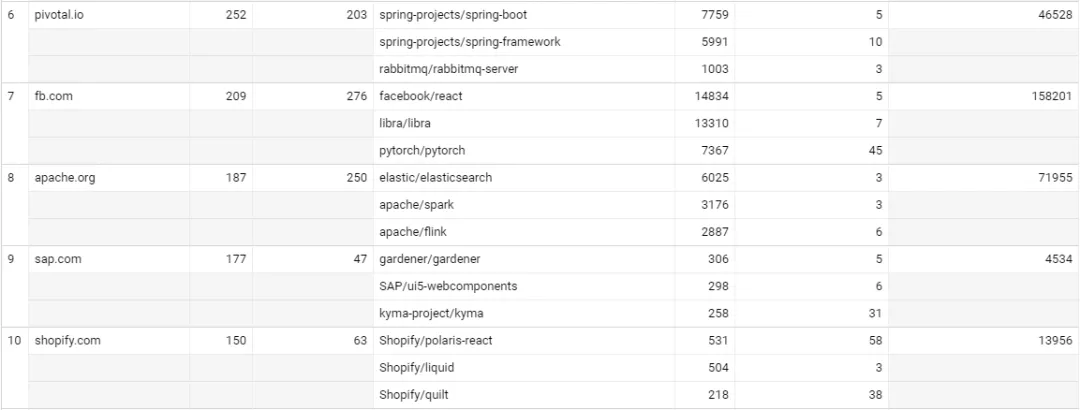 6 pivotal.io 252 203 spring-projects/spring-boot 7759 5 46528
spring-projects/spring-framework 5991 10
rabbitmq/rabbitmq-server 1003 3
7 fb.com 209 276 facebook/react 14834 5 158201
libra/libra 13310 7
pytorch/pytorch 7367 45
8 apache.org 187 250 elastic/elasticsearch 6025 3 71955
apache/spark 3176 3
apache/flink 2887 6
9 sap.com 177 47 gardener/gardener 306 5 4534
SAP/ui5-webcomponents 298 6
kyma-project/kyma 258 31
10 shopify.com 150 63 Shopify/polaris-react 531 58 13956
Shopify/liquid 504 3
Shopify/quilt 218 38